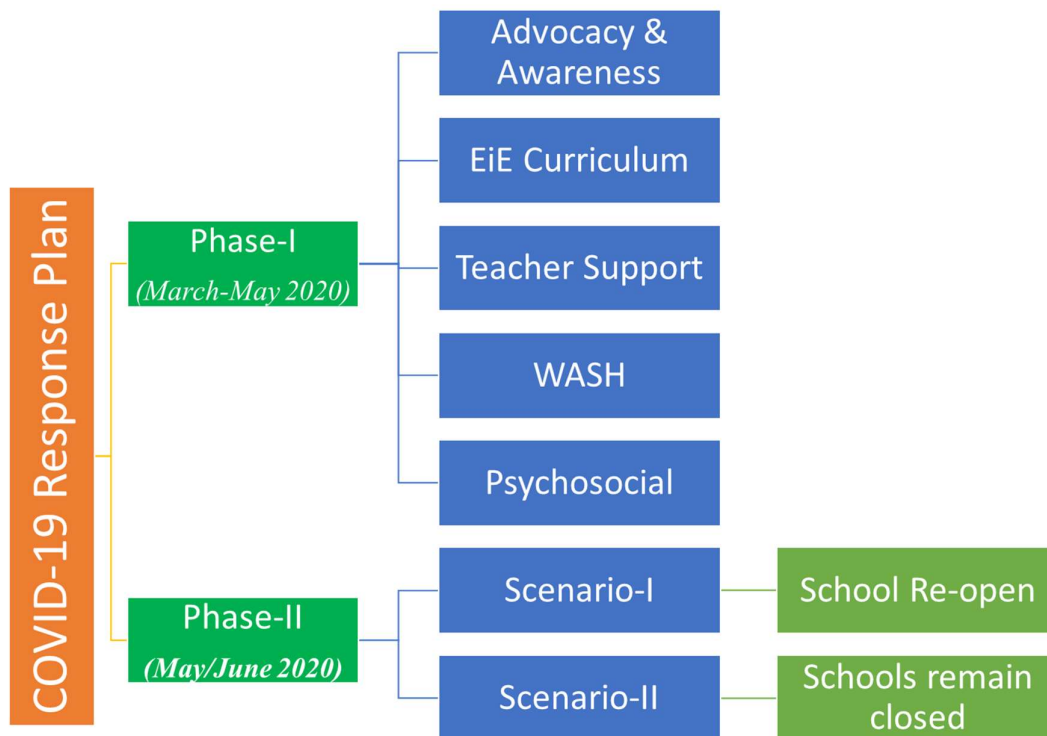 COVID-19 Response Plan
Phase-I
(March-May 2020)
Advocacy &
Awareness
EiE Curriculum
Teacher Support
WASH
Psychosocial
Phase-II
(May/June 2020)
Scenario-I
School Re-open
Scenario-II
Schools remain
closed